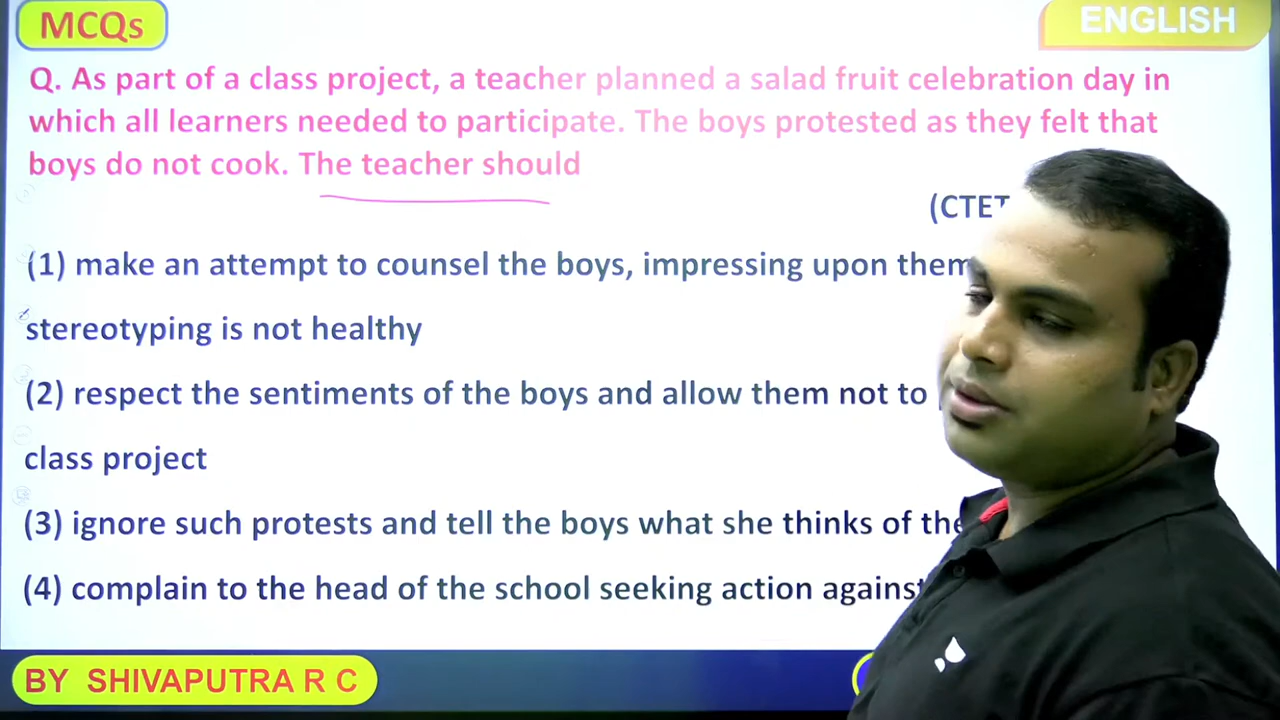 MCQs
ENGLISH
Q. As part of a class project, a teacher planned a salad fruit celebration day in
which all learners needed to participate. The boys protested as they felt that
boys do not cook. The teacher should
(CTET
(1) make an attempt to counsel the boys, impressing upon them
stereotyping is not healthy
(2) respect the sentiments of the boys and allow them not to
class project
(3) ignore such protests and tell the boys what she thinks of
(4) complain to the head of the school seeking action against
BY SHIVAPUTRA R C